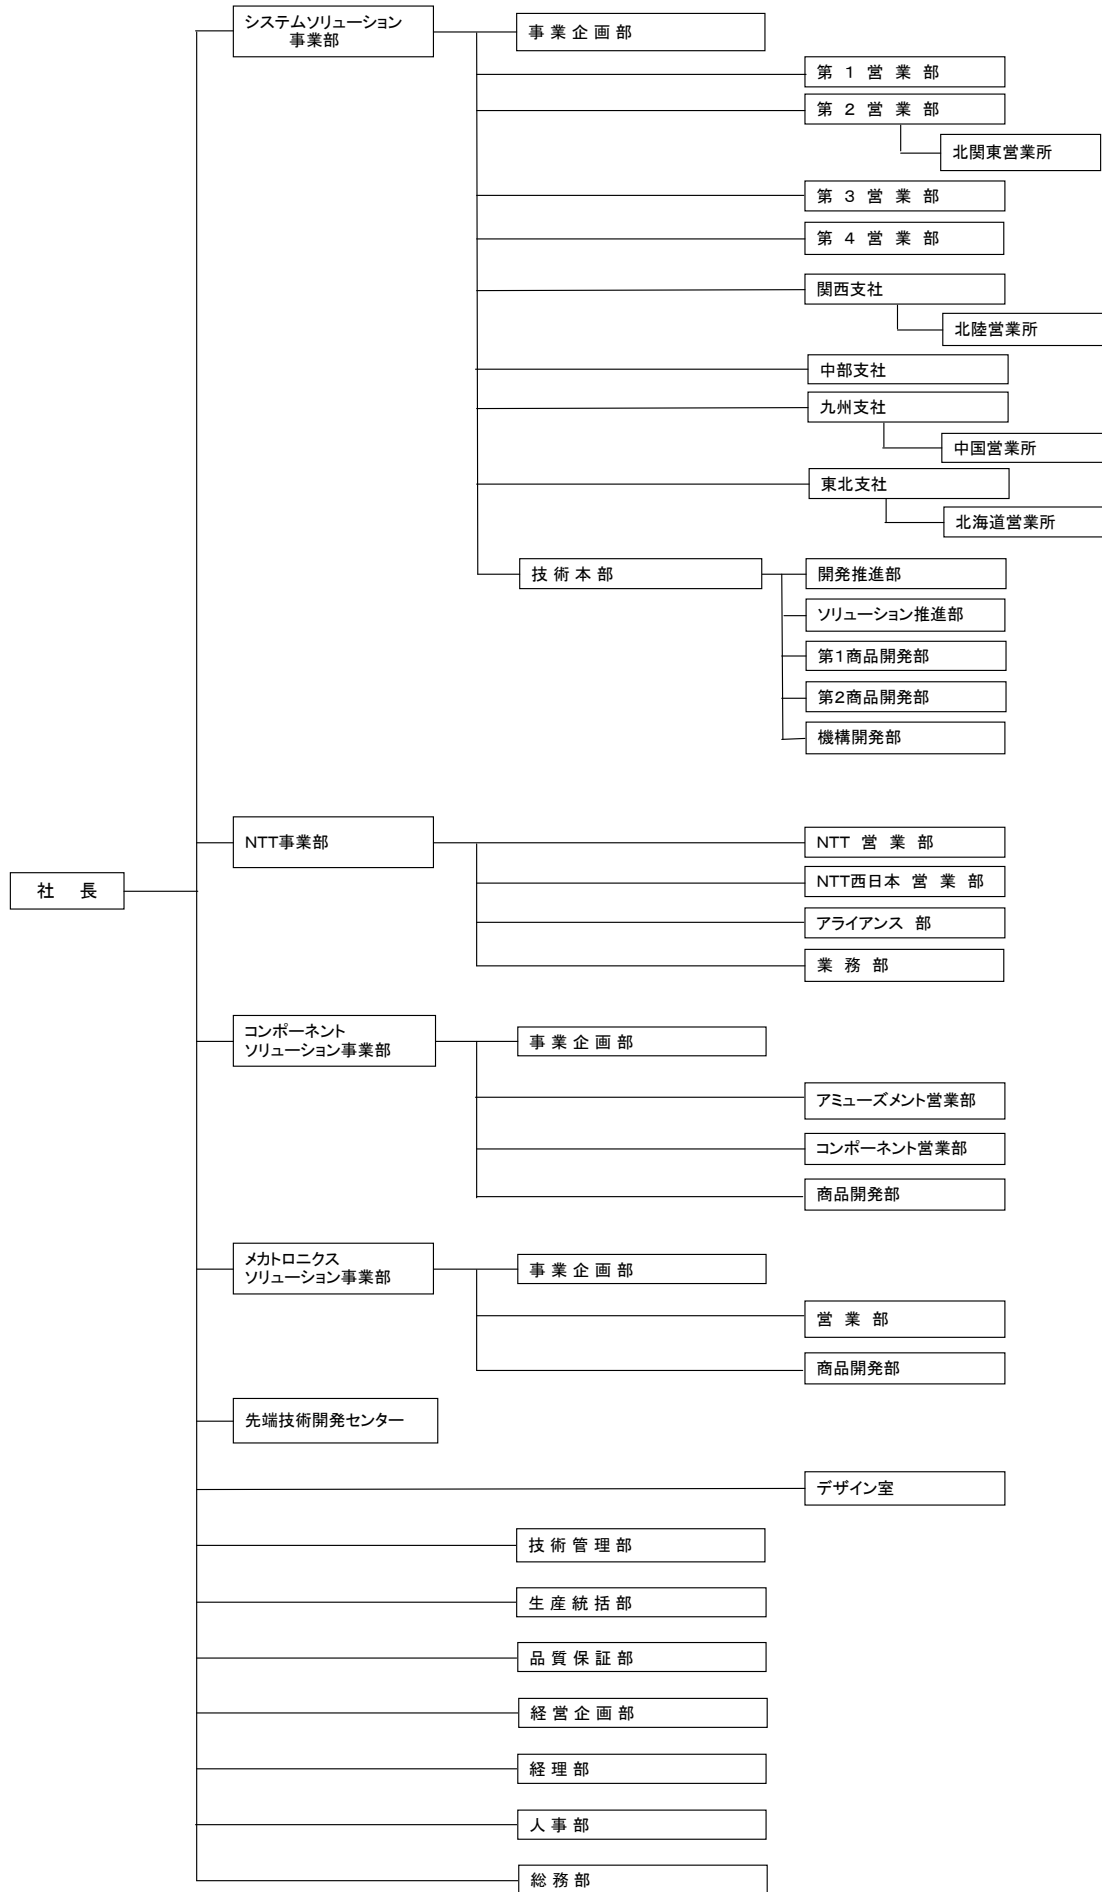 システムソリューション
事業部
事 業 企 画 部
第 １ 営 業 部
第 ２ 営 業 部
北関東営業所
第 ３ 営 業 部
第 ４ 営 業 部
関西支社
北陸営業所
中部支社
九州支社
中国営業所
東北支社
北海道営業所
技 術 本 部
開発推進部
ソリューション推進部
第１商品開発部
第２商品開発部
機構開発部
NTT事業部
NTT 営 業 部
社 長
NTT西日本 営 業 部
アライアンス 部
業 務 部
コンポーネント
ソリューション事業部
事 業 企 画 部
アミューズメント営業部
コンポーネント営業部
商品開発部
メカトロニクス
ソリューション事業部
事 業 企 画 部
営 業 部
商品開発部
先端技術開発センター
デザイン室
技 術 管 理 部
生 産 統 括 部
品 質 保 証 部
経 営 企 画 部
経 理 部
人 事 部
総 務 部